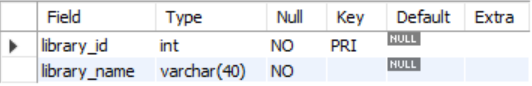 Field Type Null Key Default Extra
library_id int NO PRI NULL
library_name varchar(40) NO NULL